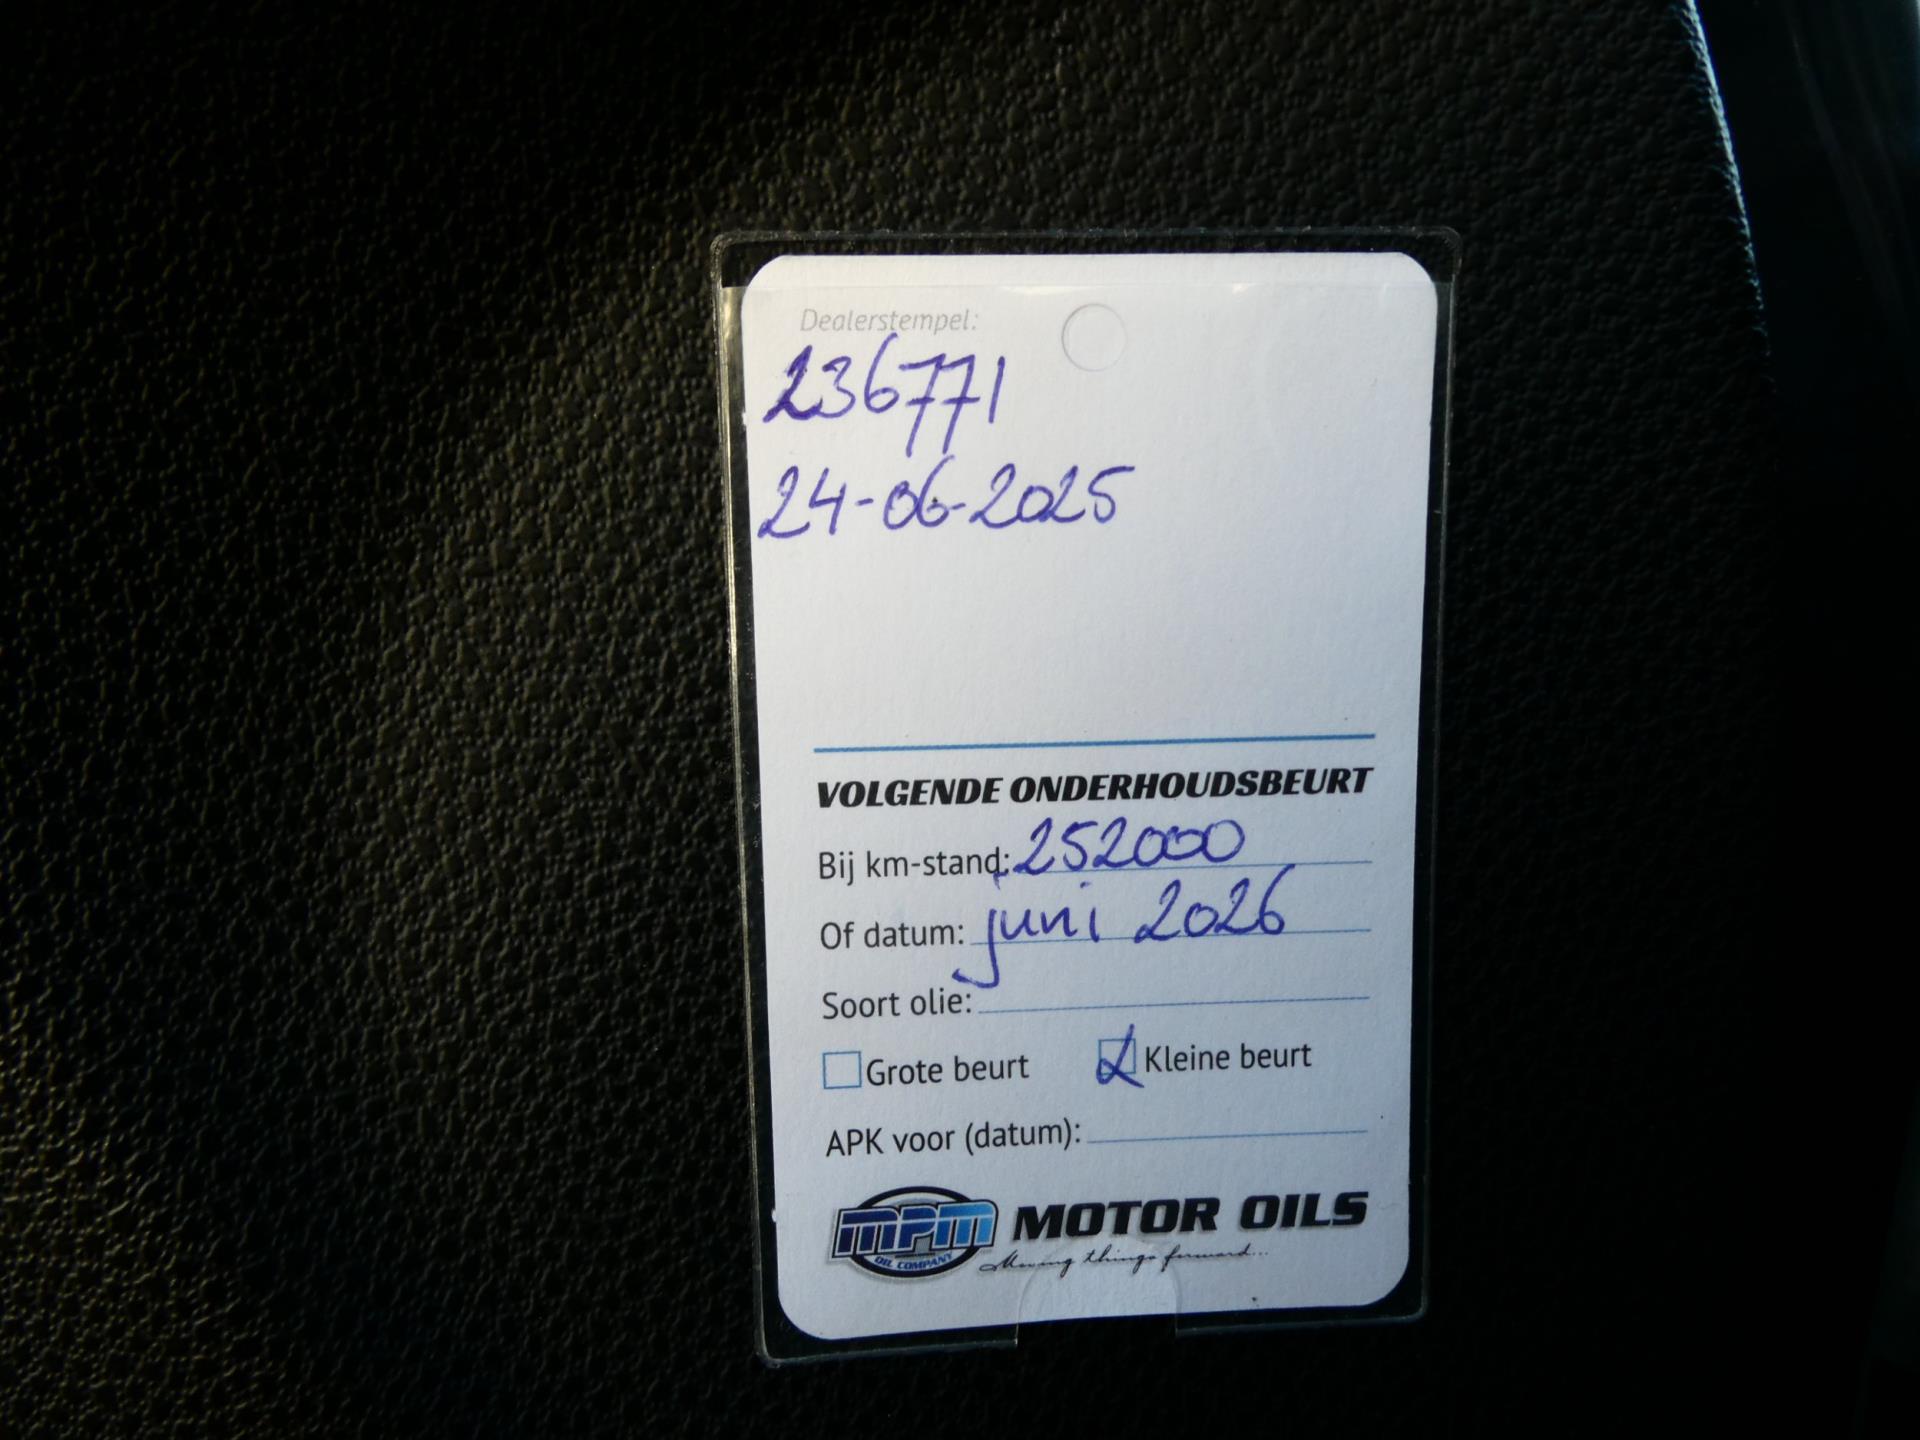 Dealerstempel:
236771
24-06-2025
VOLGENDE ONDERHOUDSBEURT
Bij km-stand: 252000
Of datum: juni 2026
Soort olie:
Grote beurt Kleine beurt
APK voor (datum):
MPM OIL COMPANY MOTOR OILS
Moving things forward...